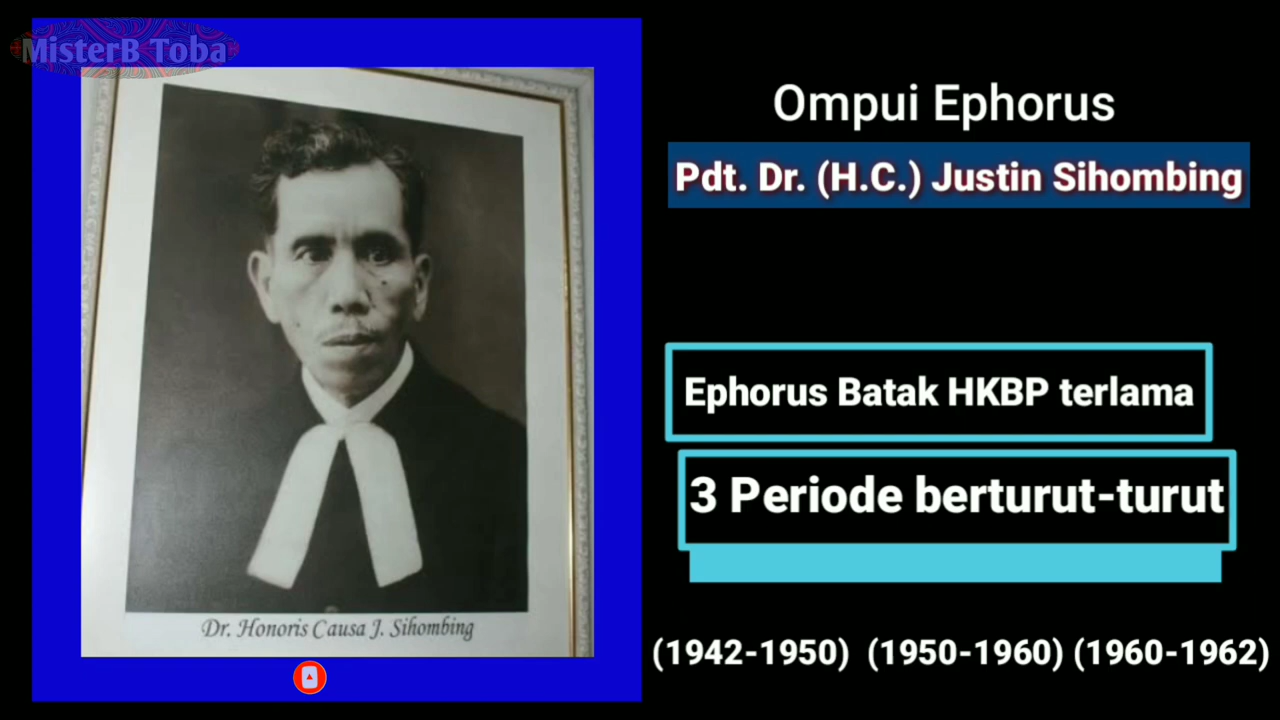 MisterB Toba
Ompui Ephorus
Pdt. Dr. (H.C.) Justin Sihombing
Ephorus Batak HKBP terlama
3 Periode berturut-turut
(1942-1950) (1950-1960) (1960-1962)
Dr. Honoris Causa J. Sihombing